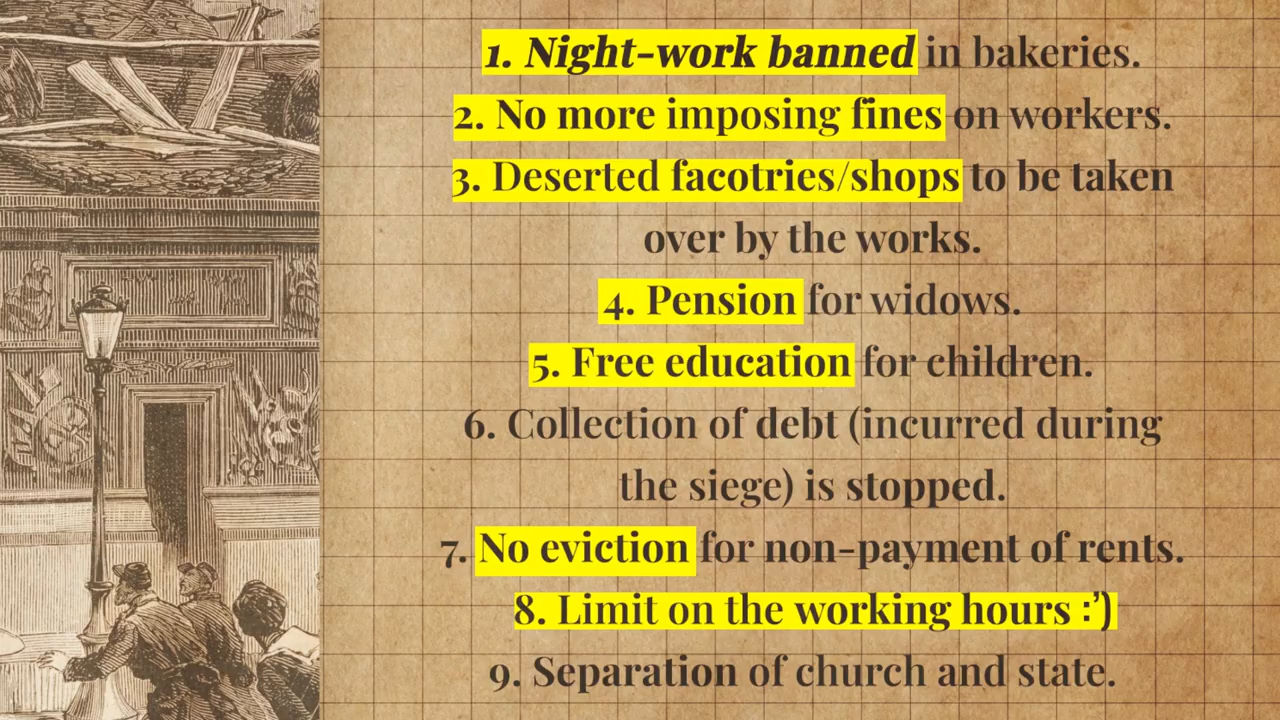 1. Night-work banned in bakeries.
2. No more imposing fines on workers.
3. Deserted facotries/shops to be taken
over by the works.
4. Pension for widows.
5. Free education for children.
6. Collection of debt (incurred during
the siege) is stopped.
7. No eviction for non-payment of rents.
8. Limit on the working hours :’)
9. Separation of church and state.